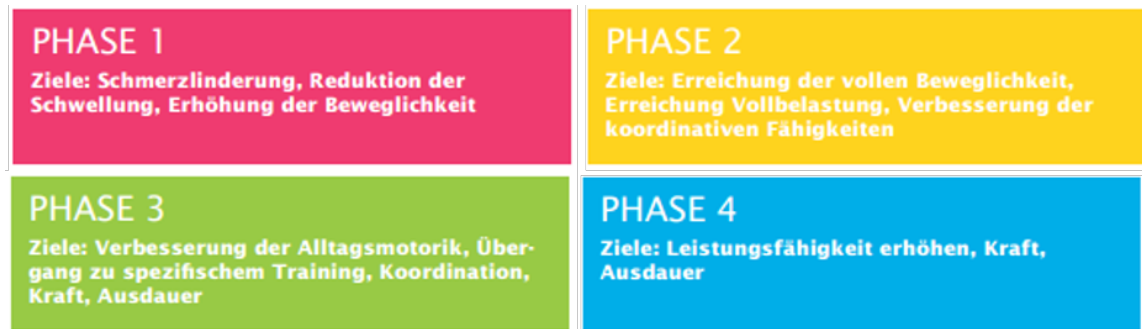 PHASE 1
Ziele: Schmerzlinderung, Reduktion der
Schwellung, Erhöhung der Beweglichkeit
PHASE 2
Ziele: Erreichung der vollen Beweglichkeit,
Erreichung Vollbelastung, Verbesserung der
koordinativen Fähigkeiten
PHASE 3
Ziele: Verbesserung der Alltagsmotorik, Über-
gang zu spezifischem Training, Koordination,
Kraft, Ausdauer
PHASE 4
Ziele: Leistungsfähigkeit erhöhen, Kraft,
Ausdauer